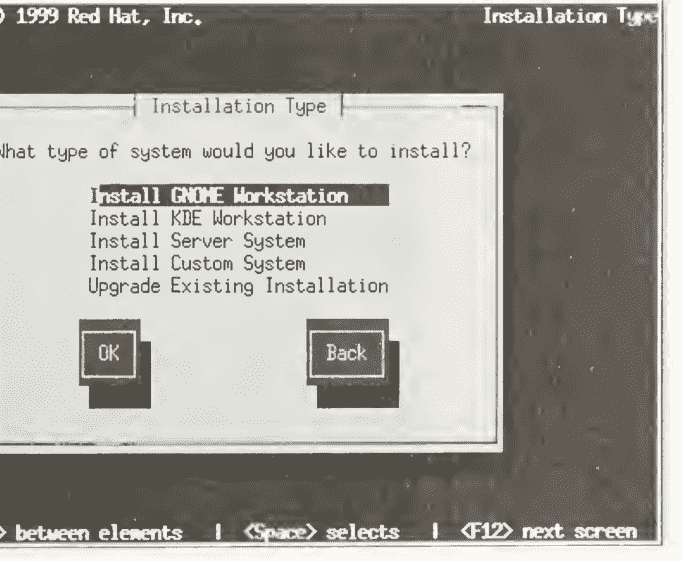 ) 1999 Red Hat, Inc. Installation Type
Installation Type
What type of system would you like to install?
Install GNOME Workstation
Install KDE Workstation
Install Server System
Install Custom System
Upgrade Existing Installation
OK Back
> between elements | <Space> selects | <F12> next screen